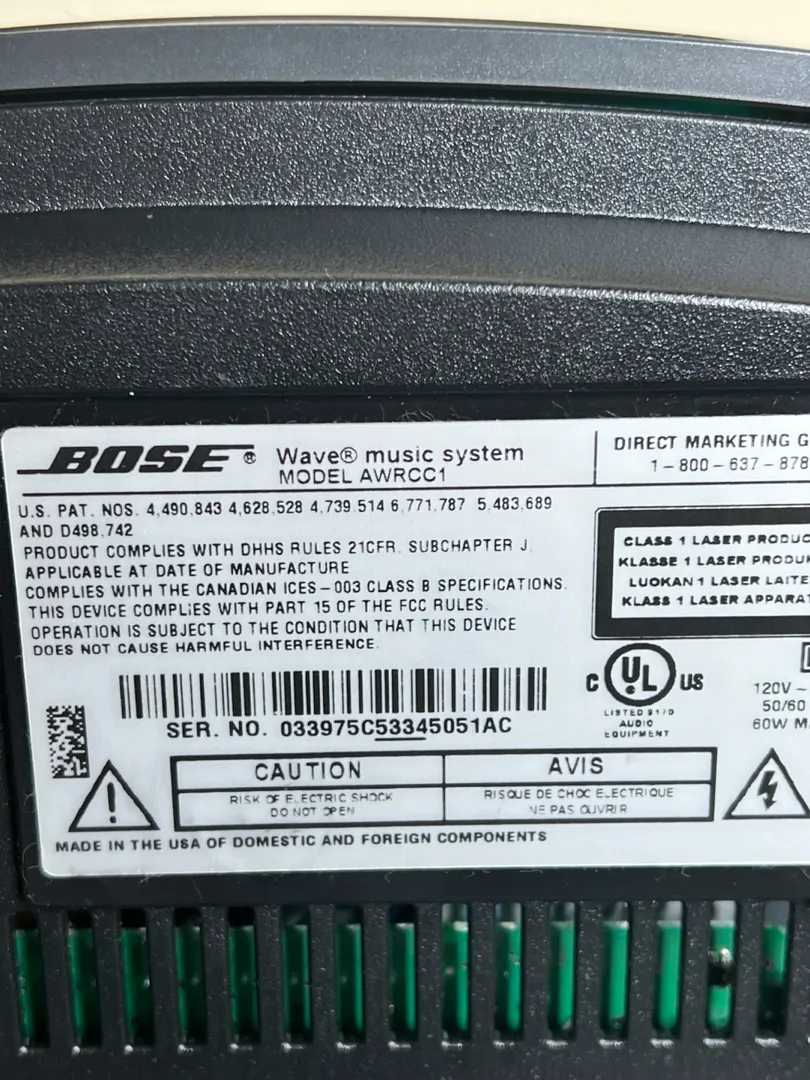 BOSE® Wave® music system
MODEL AWRCC1
DIRECT MARKETING G
1-800-637-878
U.S. PAT. NOS. 4,490,843 4,628,528 4,739,514 6,771,787 5,483,689
AND D498,742
PRODUCT COMPLIES WITH DHHS RULES 21CFR, SUBCHAPTER J,
APPLICABLE AT DATE OF MANUFACTURE
COMPLIES WITH THE CANADIAN ICES-003 CLASS B SPECIFICATIONS.
THIS DEVICE COMPLIES WITH PART 15 OF THE FCC RULES.
OPERATION IS SUBJECT TO THE CONDITION THAT THIS DEVICE
DOES NOT CAUSE HARMFUL INTERFERENCE.
CLASS 1 LASER PRODUC
KLASSE 1 LASER PRODUK
LUOKAN 1 LASER LAITE
KLASS 1 LASER APPARAT
SER. NO. 033975C53345051AC
C UL US
LISTED 917D
AUDIO
EQUIPMENT
120V ~
50/60
60W M
CAUTION
RISK OF ELECTRIC SHOCK
DO NOT OPEN
AVIS
RISQUE DE CHOC ELECTRIQUE
NE PAS OUVRIR
MADE IN THE USA OF DOMESTIC AND FOREIGN COMPONENTS